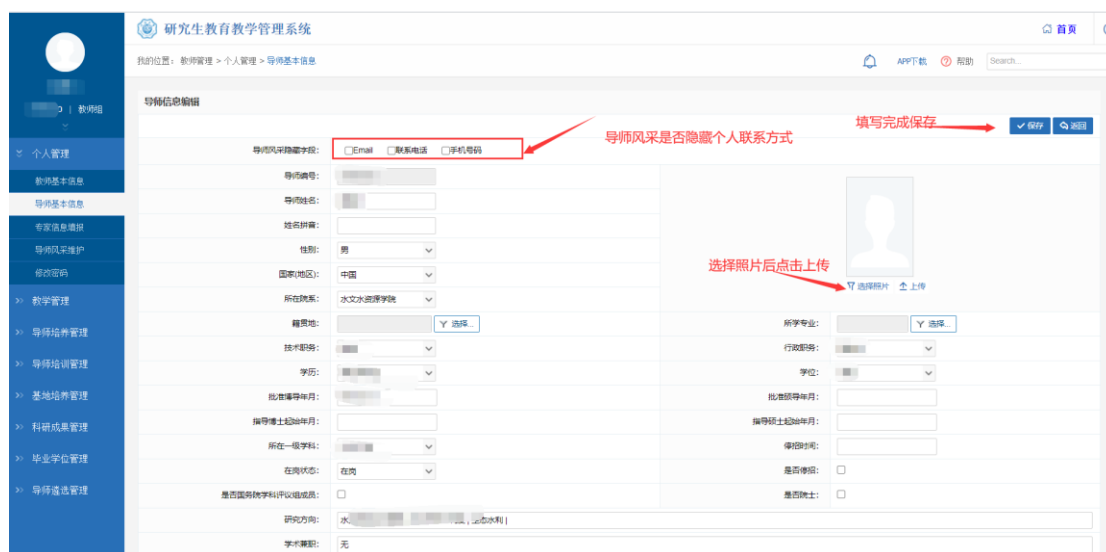 研究生教育教学管理系统
首页
我的位置: 教师管理 > 个人管理 > 导师基本信息
APP下载 帮助 Search...
教师组
个人管理
教师基本信息
导师基本信息
专家信息填报
导师风采维护
修改密码
教学管理
导师培养管理
导师培训管理
基地培养管理
科研成果管理
毕业学位管理
导师遴选管理
导师信息编辑
填写完成保存
保存 返回
导师风采是否隐藏个人联系方式
导师风采隐藏字段: Email 联系电话 手机号码
导师编号:
导师姓名:
姓名拼音:
性别: 男
国家(地区): 中国
选择照片后点击上传
选择照片 上传
所在院系: 水文水资源学院
籍贯地: 选择... 所学专业: 选择...
技术职务: 行政职务:
学历: 学位:
批准博导年月: 批准硕导年月:
指导博士起始年月: 指导硕士起始年月:
所在一级学科: 停招时间:
在岗状态: 在岗 是否停招:
是否国务院学科评议组成员: 是否院士:
研究方向: 水 水利 |
学术兼职: 无